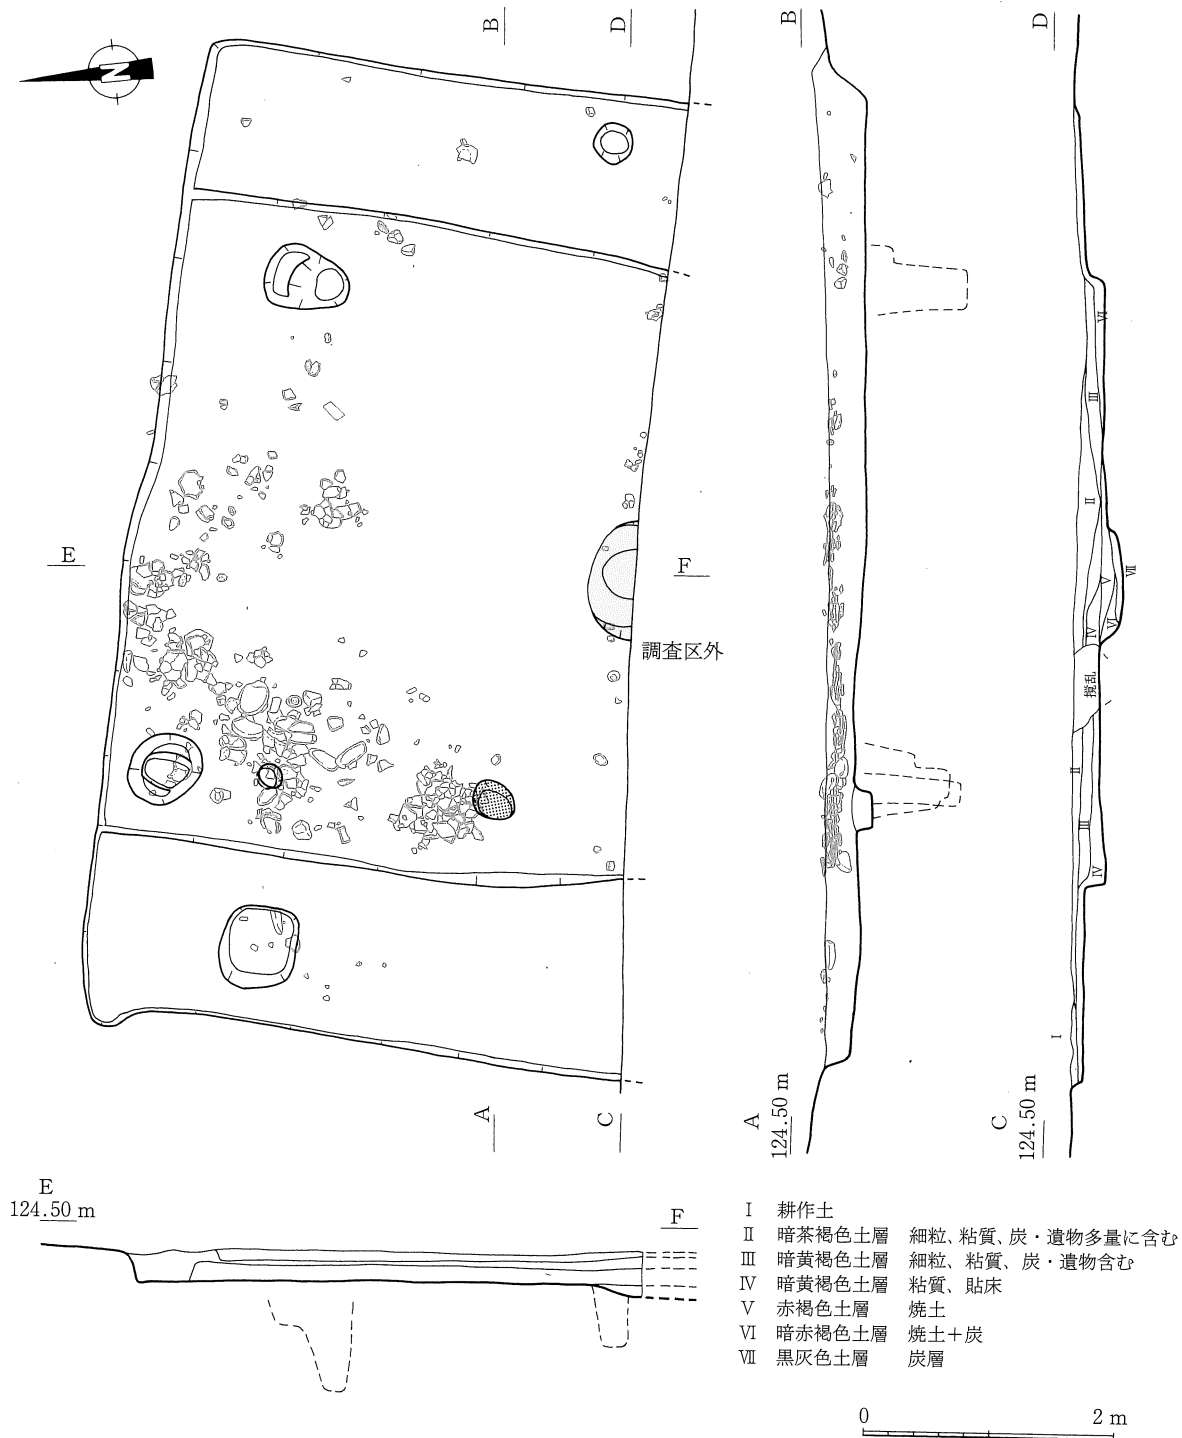 B
D
B
D
N
E
F
調査区外
VI
III
II
VII
V
VI
IV
攪乱
II
III
IV
I
A
C
A
124.50 m
C
124.50 m
E
124.50 m
F
I 耕作土
II 暗茶褐色土層 細粒、粘質、炭・遺物多量に含む
III 暗黄褐色土層 細粒、粘質、炭・遺物含む
IV 暗黄褐色土層 粘質、貼床
V 赤褐色土層 焼土
VI 暗赤褐色土層 焼土+炭
VII 黒灰色土層 炭層
0 2 m